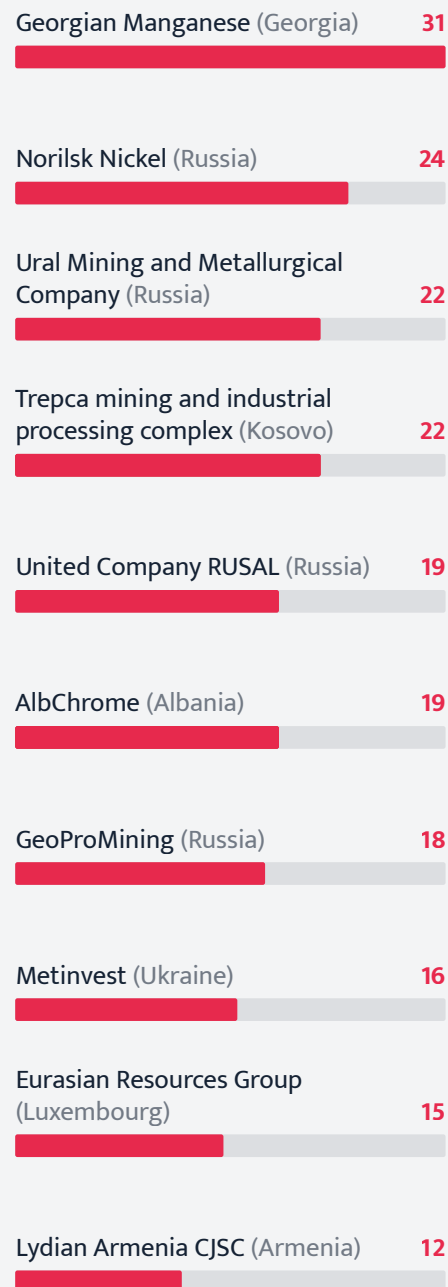 Georgian Manganese (Georgia) 31
Norilsk Nickel (Russia) 24
Ural Mining and Metallurgical
Company (Russia) 22
Trepca mining and industrial
processing complex (Kosovo) 22
United Company RUSAL (Russia) 19
AlbChrome (Albania) 19
GeoProMining (Russia) 18
Metinvest (Ukraine) 16
Eurasian Resources Group
(Luxembourg) 15
Lydian Armenia CJSC (Armenia) 12